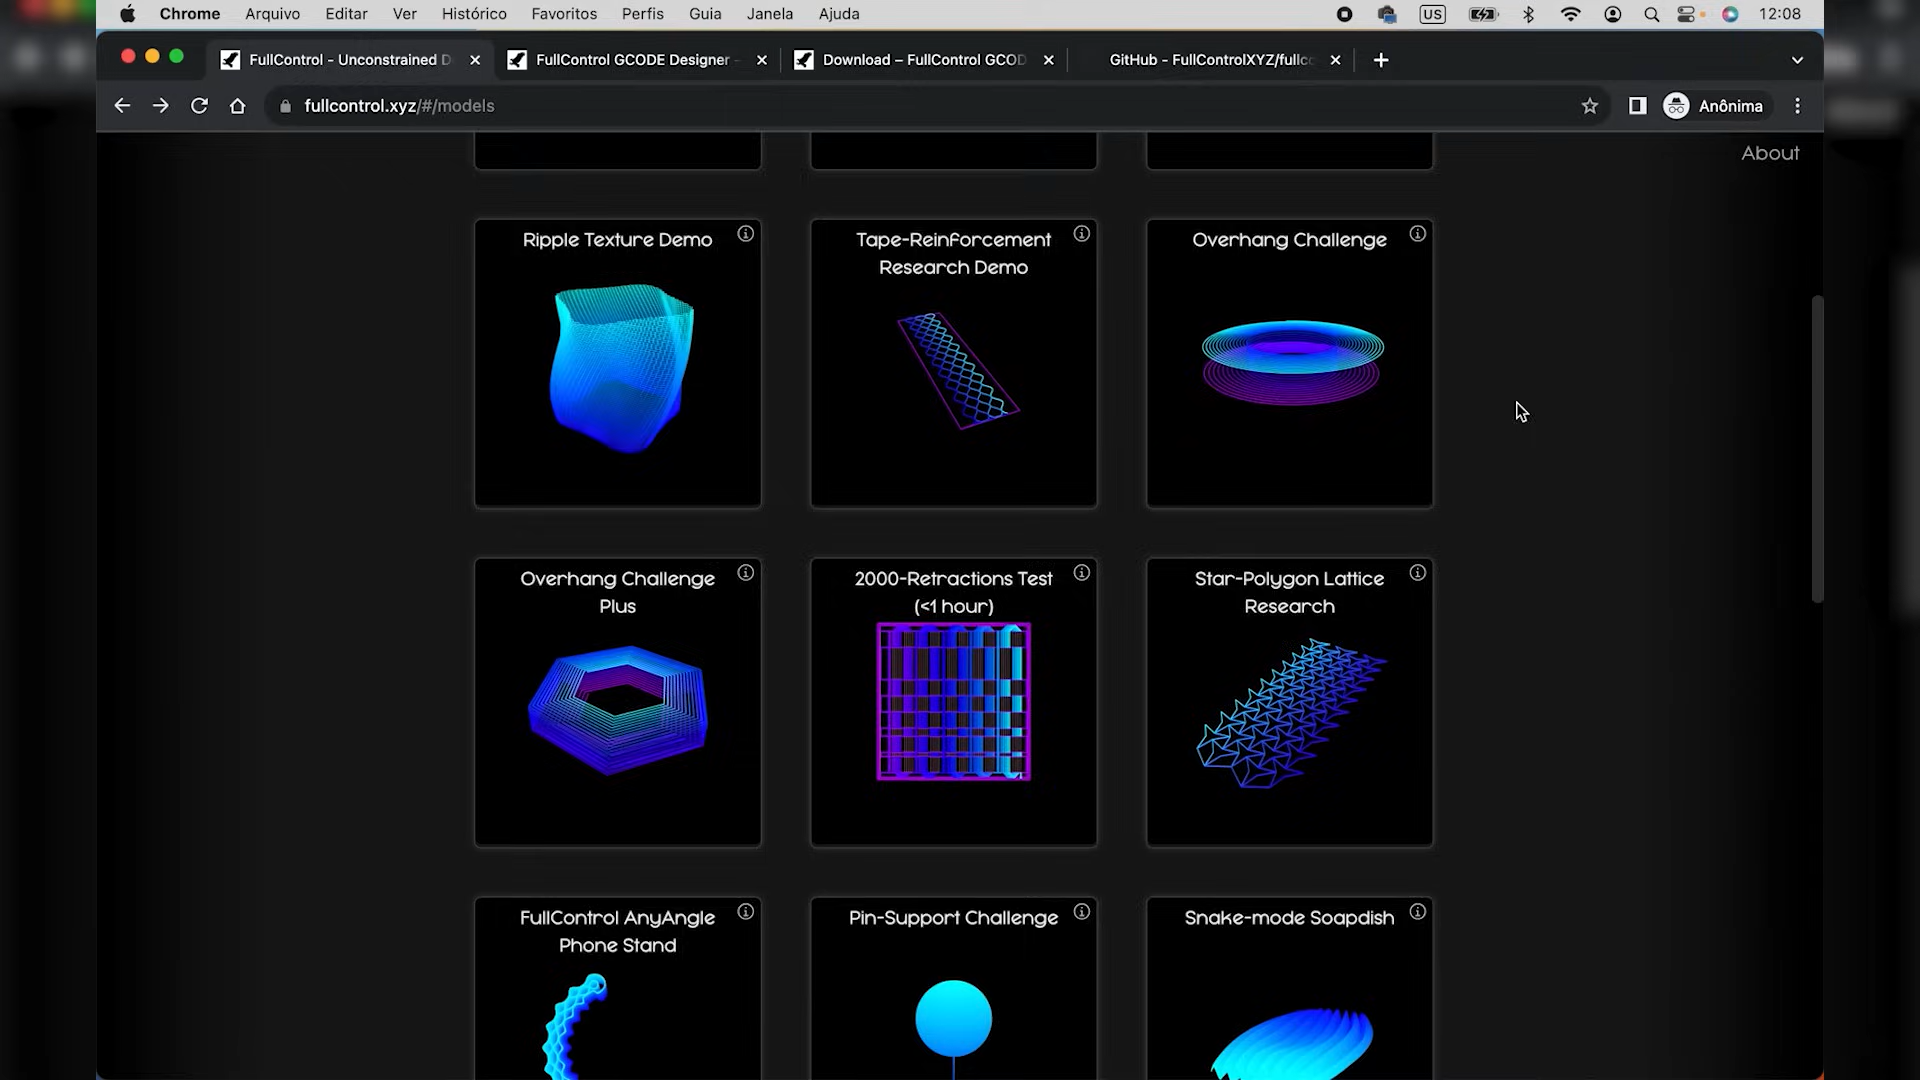 Chrome Arquivo Editar Ver Histórico Favoritos Perfis Guia Janela Ajuda US 12:08
FullControl - Unconstrained D FullControl GCODE Designer - Download – FullControl GCOD GitHub - FullControlXYZ/fullc
fullcontrol.xyz/#/models Anônima
About
Ripple Texture Demo
Tape-Reinforcement
Research Demo
Overhang Challenge
Overhang Challenge
Plus
2000-Retractions Test
(<1 hour)
Star-Polygon Lattice
Research
FullControl AnyAngle
Phone Stand
Pin-Support Challenge
Snake-mode Soapdish